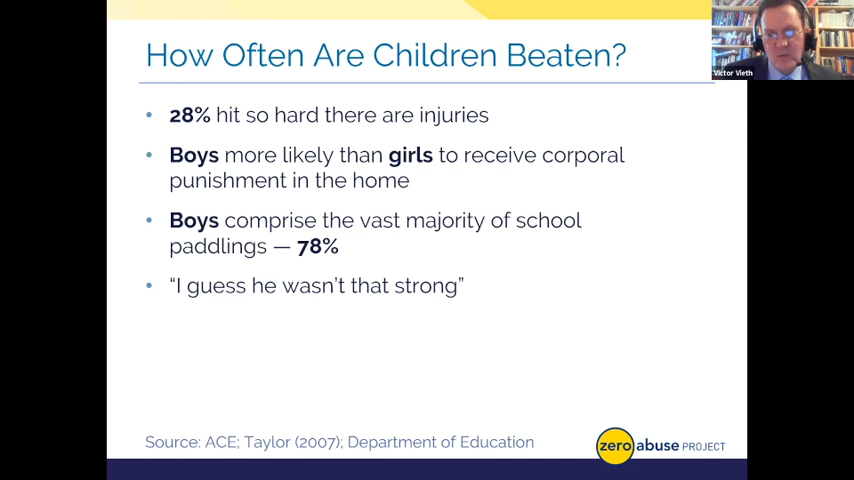 How Often Are Children Beaten?
Victor Vieth
• 28% hit so hard there are injuries
• Boys more likely than girls to receive corporal
punishment in the home
• Boys comprise the vast majority of school
paddlings — 78%
• “I guess he wasn’t that strong”
Source: ACE; Taylor (2007); Department of Education
zero abuse PROJECT